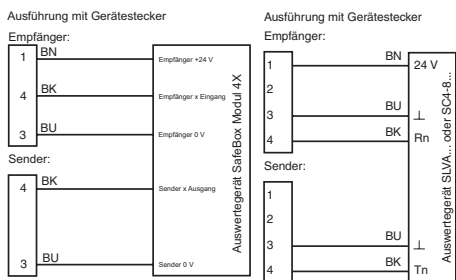 Ausführung mit Gerätestecker
Empfänger:
1 BN Empfänger +24 V
4 BK Empfänger x Eingang
3 BU Empfänger 0 V
Sender:
4 BK Sender x Ausgang
3 BU Sender 0 V
Auswertegerät SafeBox Modul 4X
Ausführung mit Gerätestecker
Empfänger:
1 BN 24 V
2
3 BU ⊥
4 BK Rn
Sender:
1
2
3 BU ⊥
4 BK Tn
Auswertegerät SLVA... oder SC4-8...